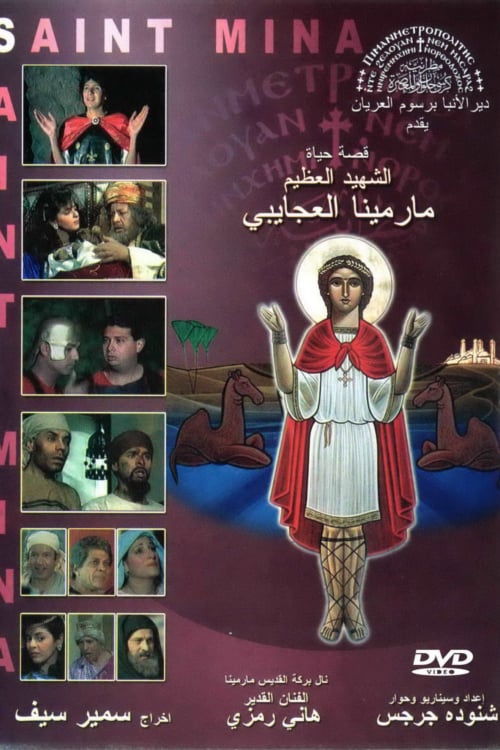 SAINT MINA
SAINT MINA
دير الأنبا برسوم العريان
يقدم
قصة حياة
الشهيد العظيم
مارمينا العجايبي
DVD
VIDEO
إعداد وسيناريو وحوار
شنوده جرجس
نال بركة القديس مارمينا
الفنان القدير
هاني رمزي
اخراج سمير سيف